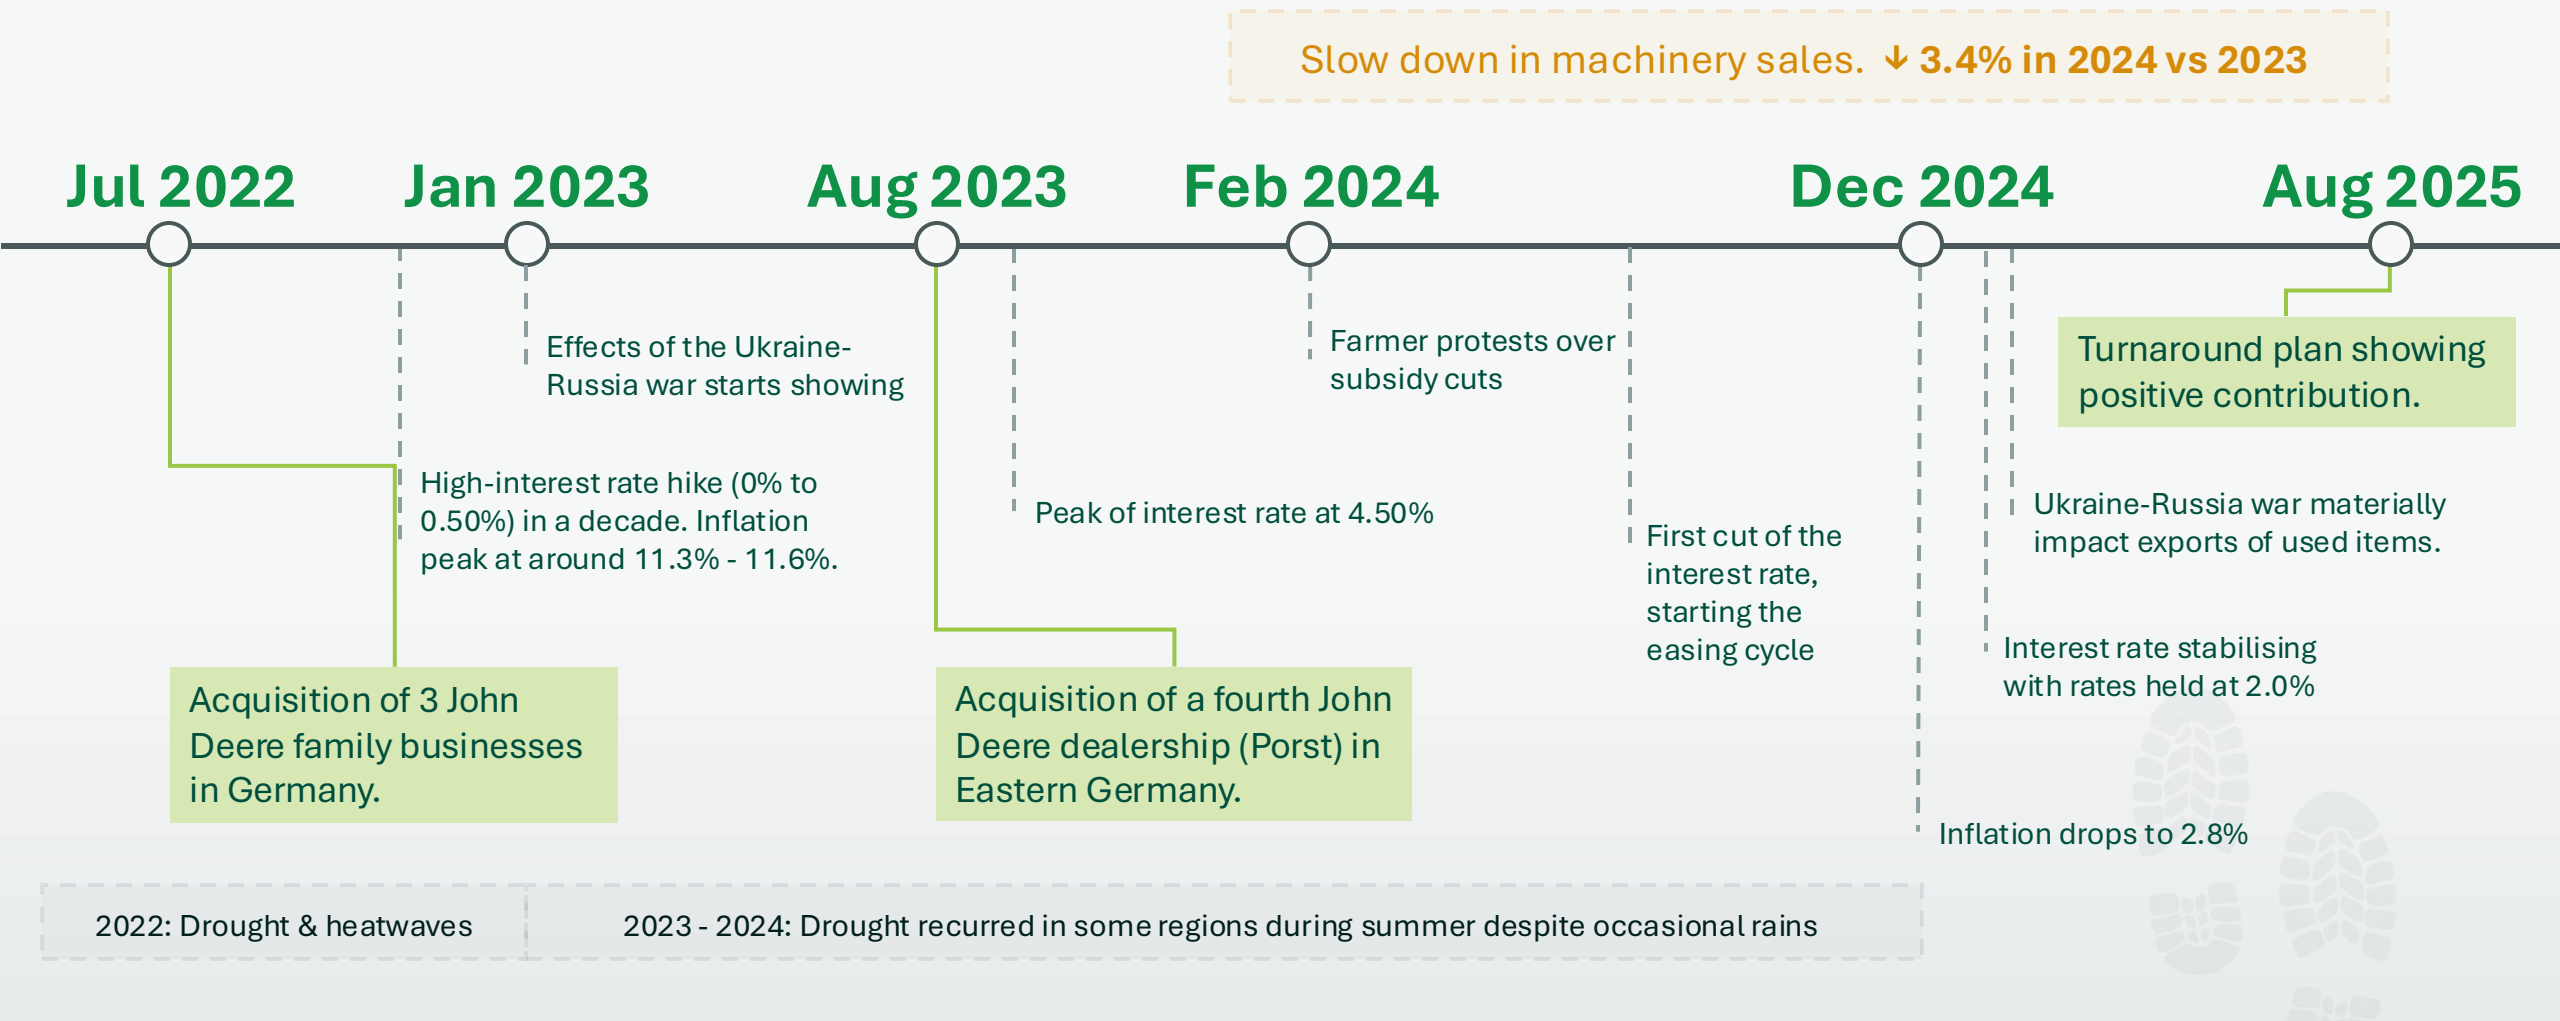 Slow down in machinery sales. ↓ 3.4% in 2024 vs 2023
Jul 2022
Jan 2023
Aug 2023
Feb 2024
Dec 2024
Aug 2025
Effects of the Ukraine-
Russia war starts showing
Farmer protests over
subsidy cuts
Turnaround plan showing
positive contribution.
High-interest rate hike (0% to
0.50%) in a decade. Inflation
peak at around 11.3% - 11.6%.
Peak of interest rate at 4.50%
First cut of the
interest rate,
starting the
easing cycle
Ukraine-Russia war materially
impact exports of used items.
Interest rate stabilising
with rates held at 2.0%
Acquisition of 3 John
Deere family businesses
in Germany.
Acquisition of a fourth John
Deere dealership (Porst) in
Eastern Germany.
Inflation drops to 2.8%
2022: Drought & heatwaves
2023 - 2024: Drought recurred in some regions during summer despite occasional rains